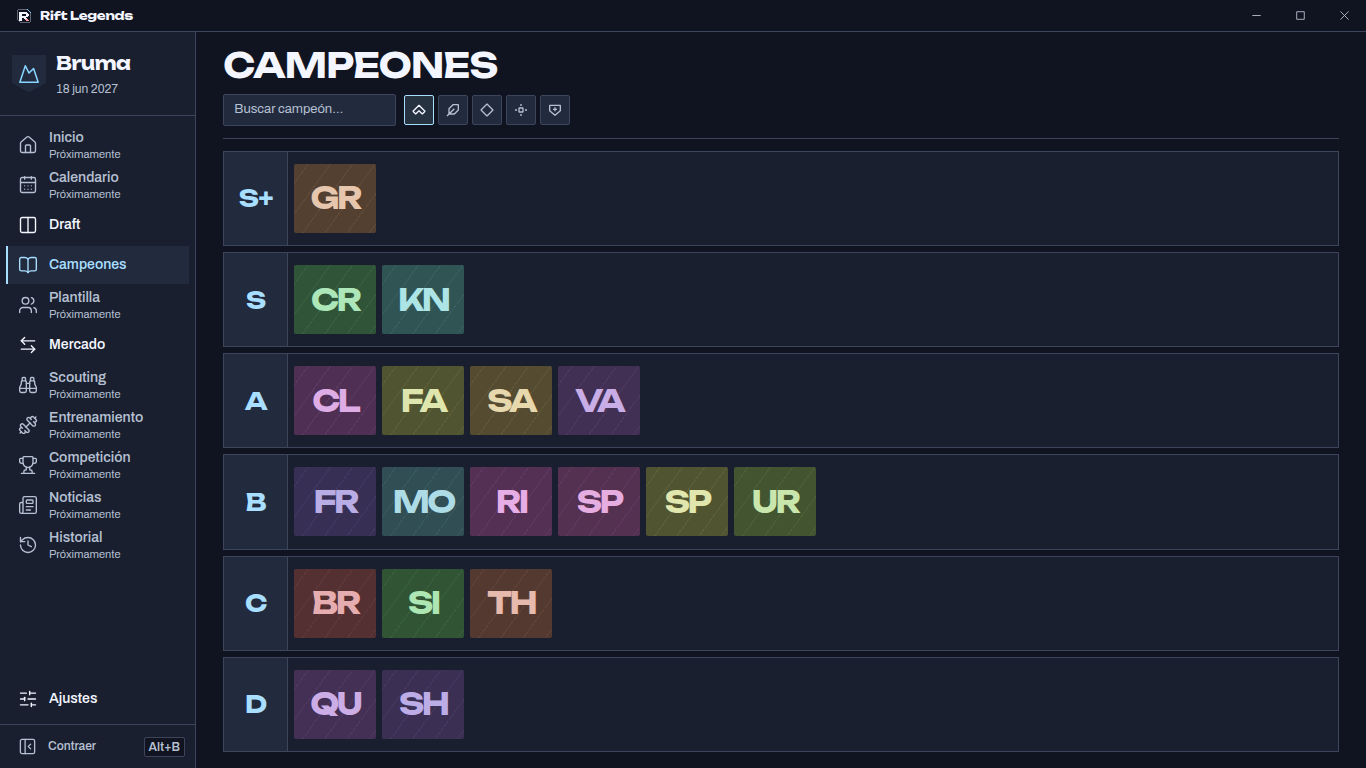 Rift Legends
Bruma
18 jun 2027
Inicio
Próximamente
Calendario
Próximamente
Draft
Campeones
Plantilla
Próximamente
Mercado
Scouting
Próximamente
Entrenamiento
Próximamente
Competición
Próximamente
Noticias
Próximamente
Historial
Próximamente
Ajustes
Contraer Alt+B
CAMPEONES
Buscar campeón...
S+ GR
S CR KN
A CL FA SA VA
B FR MO RI SP SP UR
C BR SI TH
D QU SH